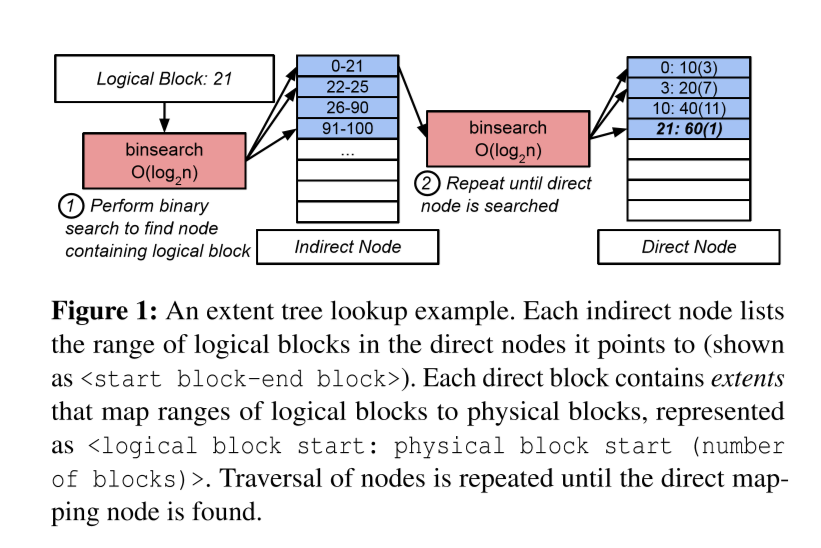 Logical Block: 21
binsearch
O(log₂n)
1 Perform binary
search to find node
containing logical block
0-21
22-25
26-90
91-100
...
Indirect Node
binsearch
O(log₂n)
2 Repeat until direct
node is searched
0: 10(3)
3: 20(7)
10: 40(11)
21: 60(1)
Direct Node
Figure 1: An extent tree lookup example. Each indirect node lists
the range of logical blocks in the direct nodes it points to (shown
as <start block-end block>). Each direct block contains extents
that map ranges of logical blocks to physical blocks, represented
as <logical block start: physical block start (number
of blocks)>. Traversal of nodes is repeated until the direct map-
ping node is found.